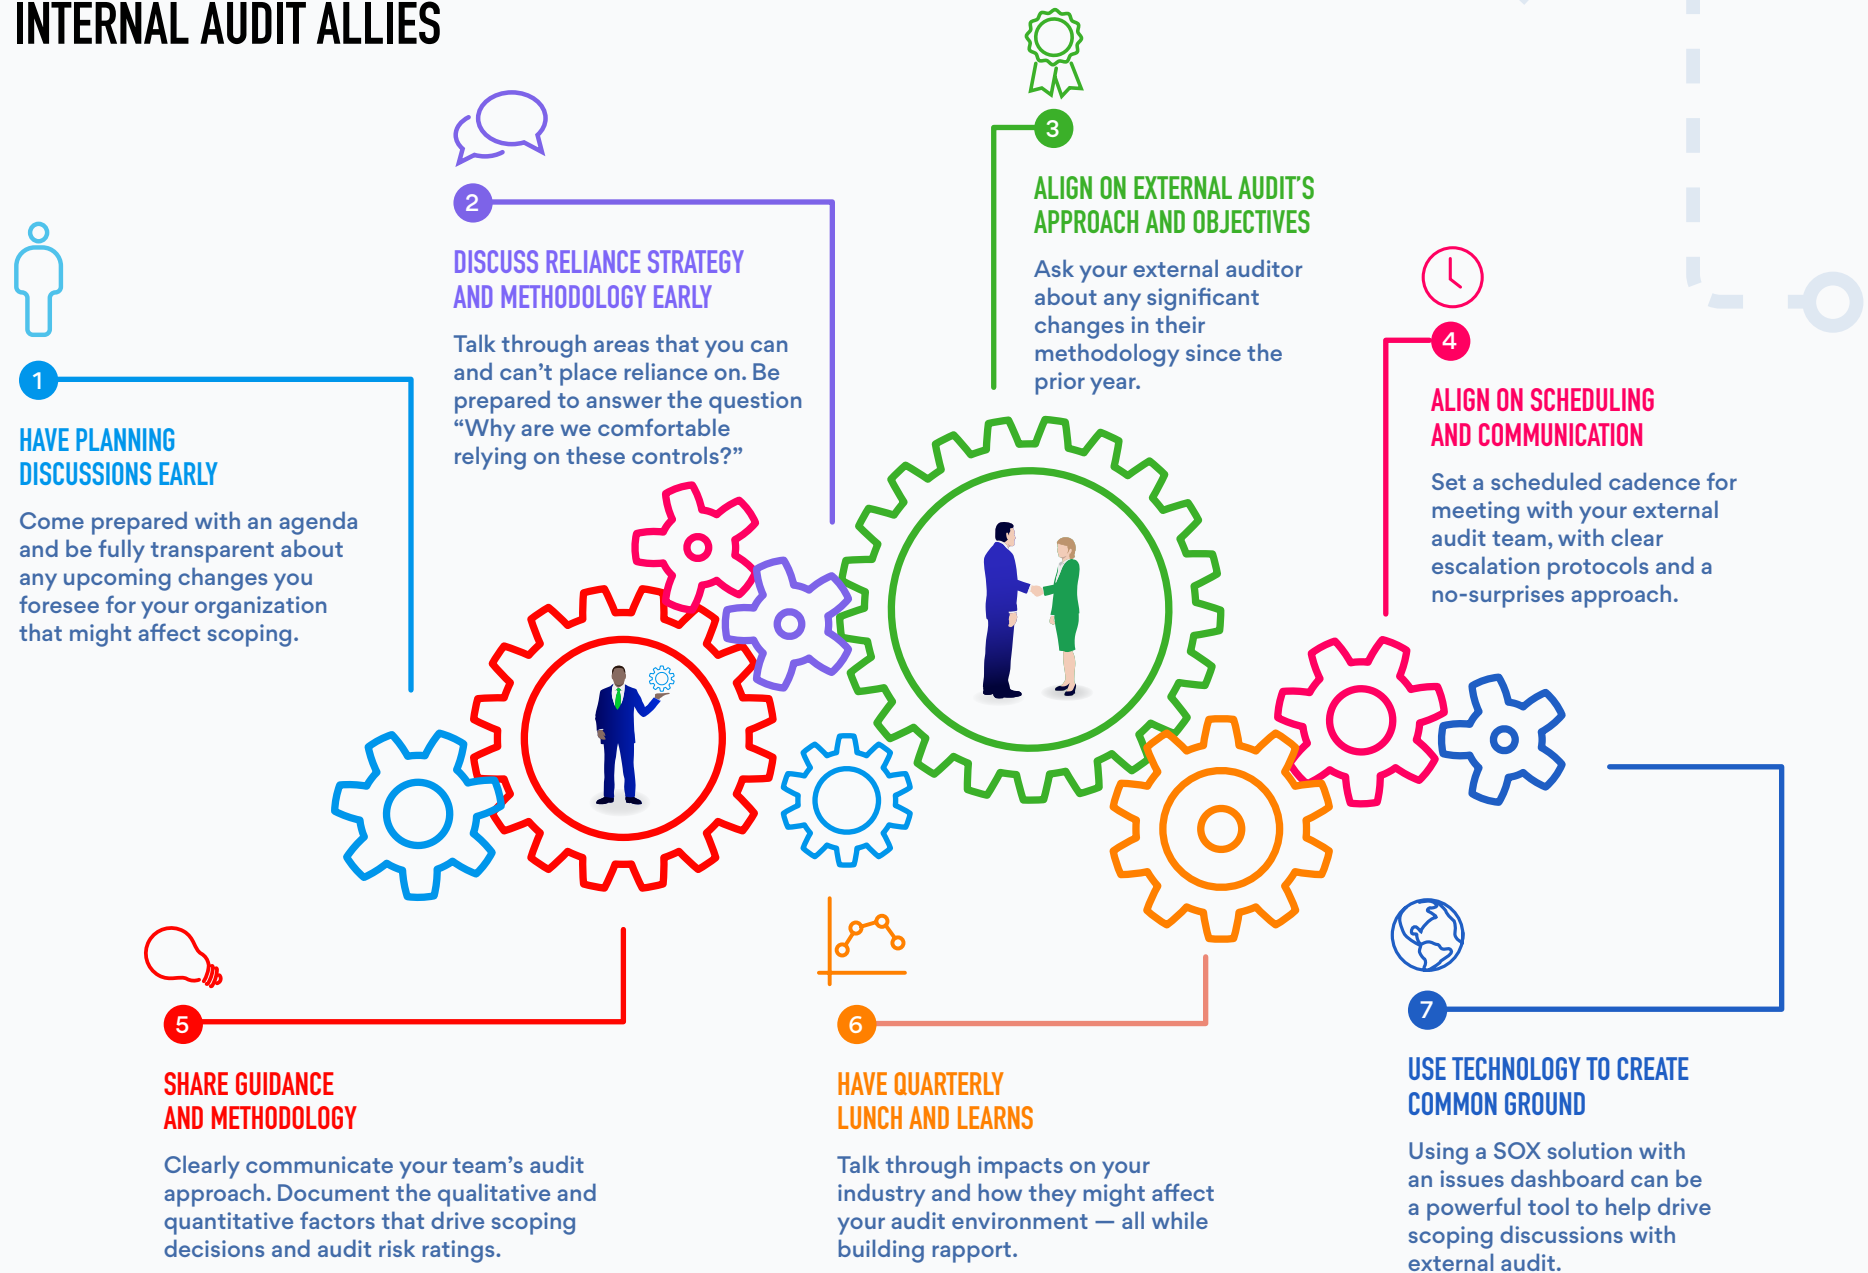 INTERNAL AUDIT ALLIES
1
HAVE PLANNING
DISCUSSIONS EARLY
Come prepared with an agenda
and be fully transparent about
any upcoming changes you
foresee for your organization
that might affect scoping.
2
DISCUSS RELIANCE STRATEGY
AND METHODOLOGY EARLY
Talk through areas that you can
and can’t place reliance on. Be
prepared to answer the question
“Why are we comfortable
relying on these controls?”
3
ALIGN ON EXTERNAL AUDIT’S
APPROACH AND OBJECTIVES
Ask your external auditor
about any significant
changes in their
methodology since the
prior year.
4
ALIGN ON SCHEDULING
AND COMMUNICATION
Set a scheduled cadence for
meeting with your external
audit team, with clear
escalation protocols and a
no-surprises approach.
5
SHARE GUIDANCE
AND METHODOLOGY
Clearly communicate your team’s audit
approach. Document the qualitative and
quantitative factors that drive scoping
decisions and audit risk ratings.
6
HAVE QUARTERLY
LUNCH AND LEARNS
Talk through impacts on your
industry and how they might affect
your audit environment — all while
building rapport.
7
USE TECHNOLOGY TO CREATE
COMMON GROUND
Using a SOX solution with
an issues dashboard can be
a powerful tool to help drive
scoping discussions with
external audit.